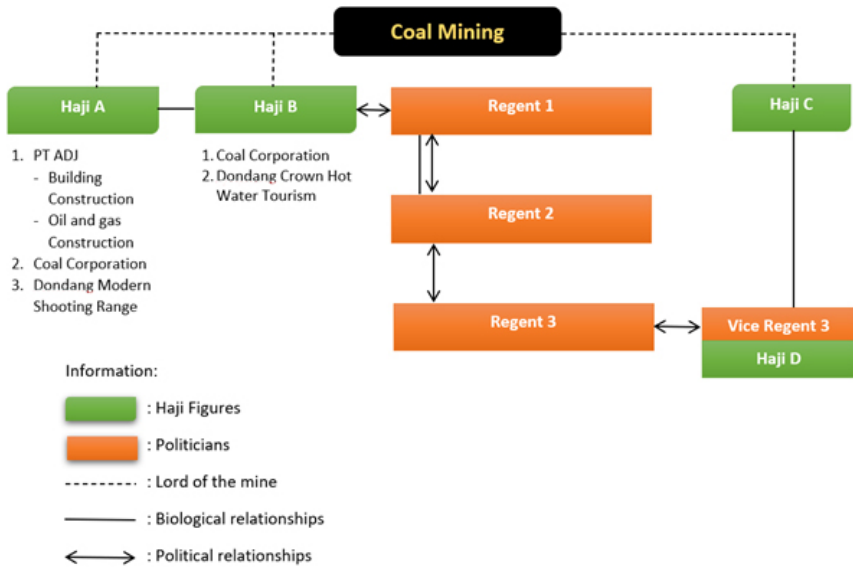 Coal Mining
Haji A
Haji B
Regent 1
Haji C
1. PT ADJ
- Building
Construction
- Oil and gas
Construction
2. Coal Corporation
3. Dondang Modern
Shooting Range
1. Coal Corporation
2. Dondang Crown Hot
Water Tourism
Regent 2
Regent 3
Vice Regent 3
Haji D
Information:
: Haji Figures
: Politicians
: Lord of the mine
: Biological relationships
: Political relationships